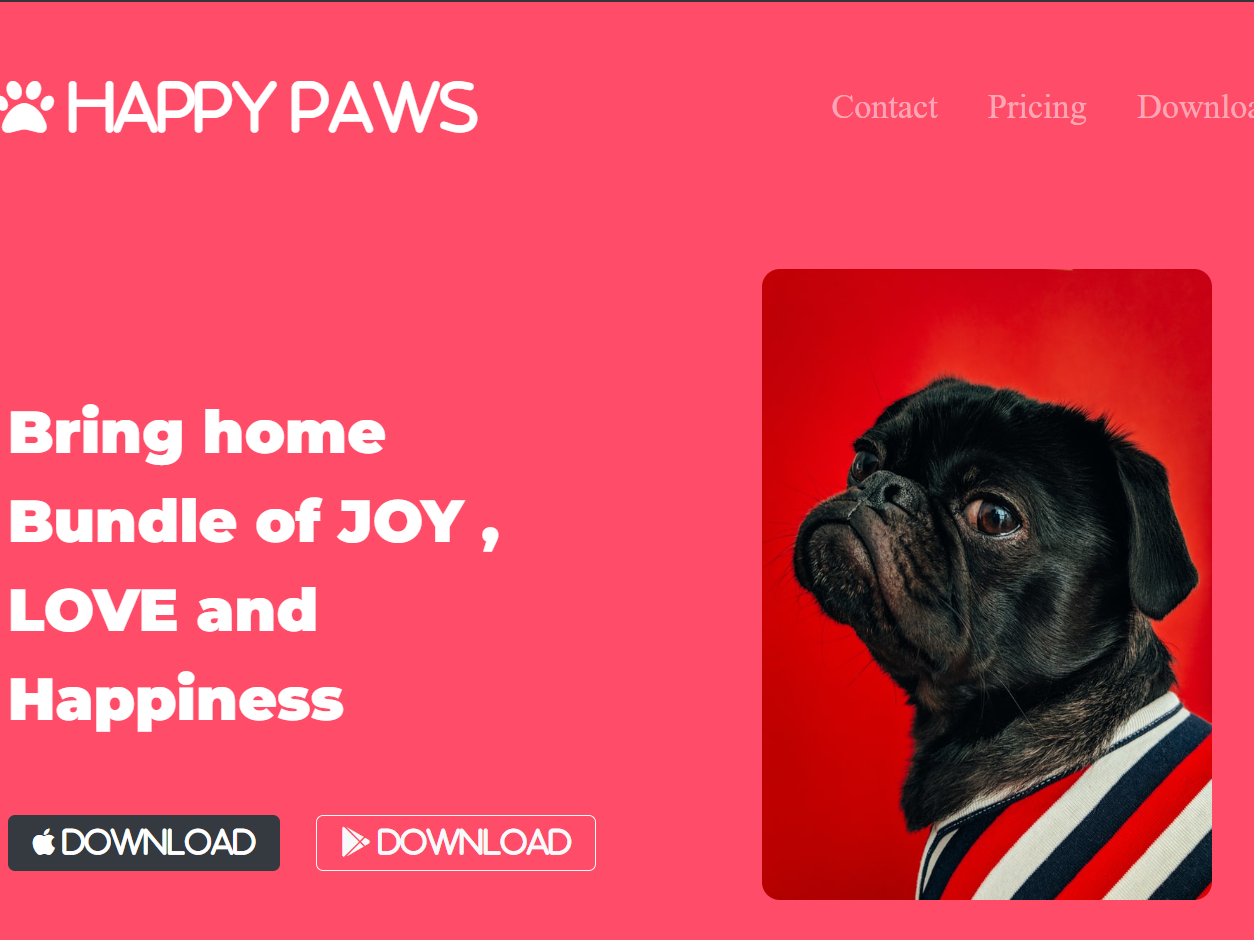 HAPPY PAWS
Contact Pricing Downloa
Bring home
Bundle of JOY ,
LOVE and
Happiness
DOWNLOAD
DOWNLOAD